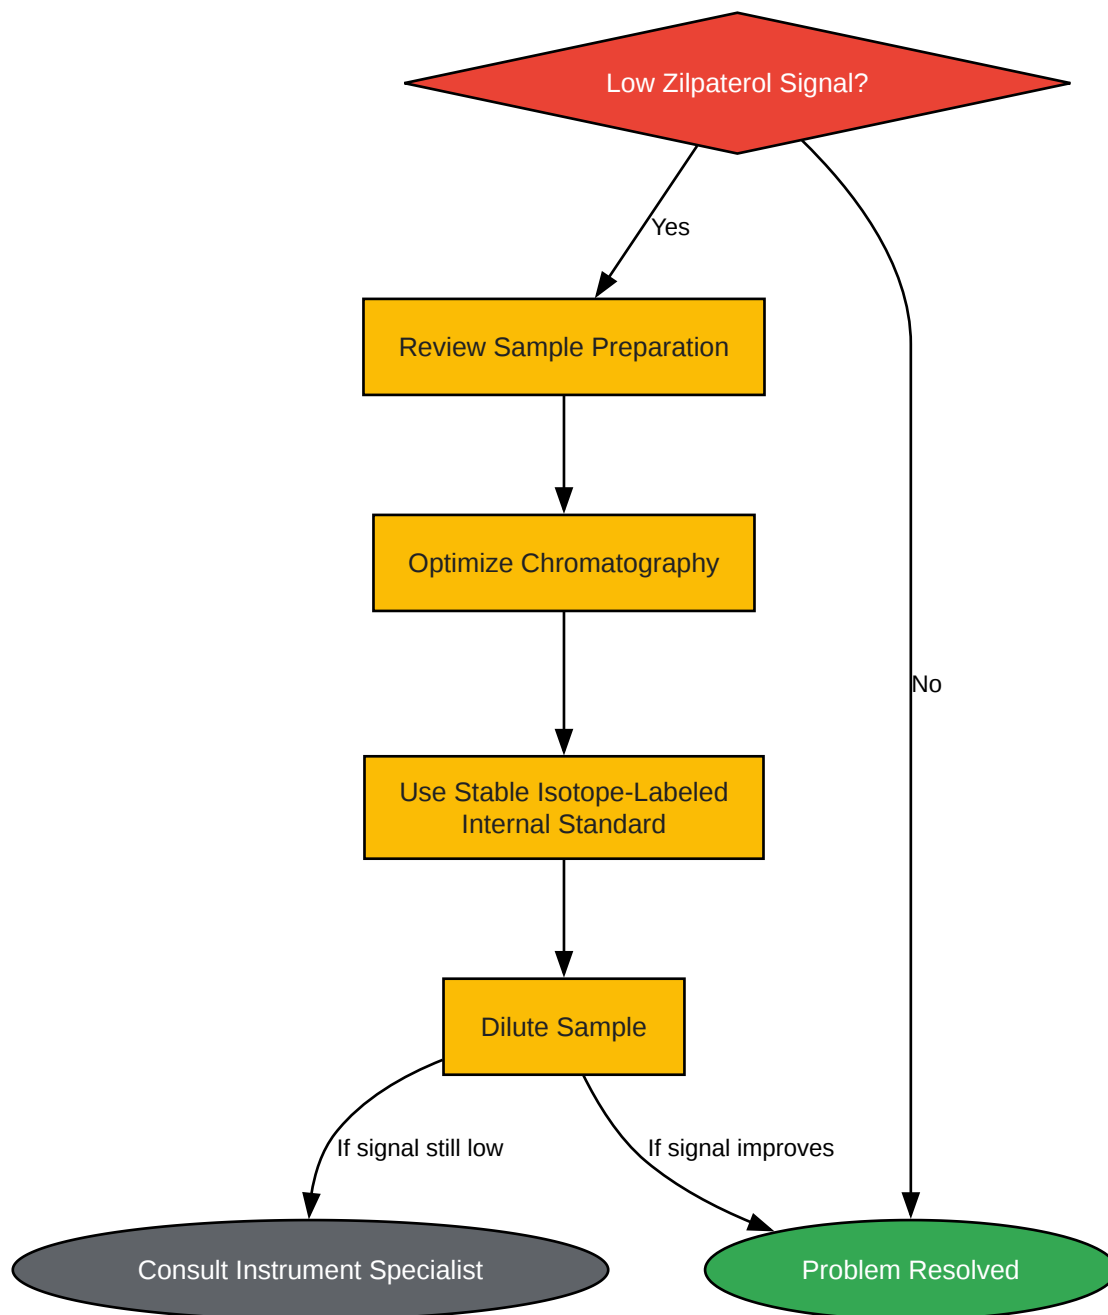 Low Zilpaterol Signal?
Yes
Review Sample Preparation
Optimize Chromatography
No
Use Stable Isotope-Labeled
Internal Standard
Dilute Sample
If signal still low
If signal improves
Consult Instrument Specialist
Problem Resolved